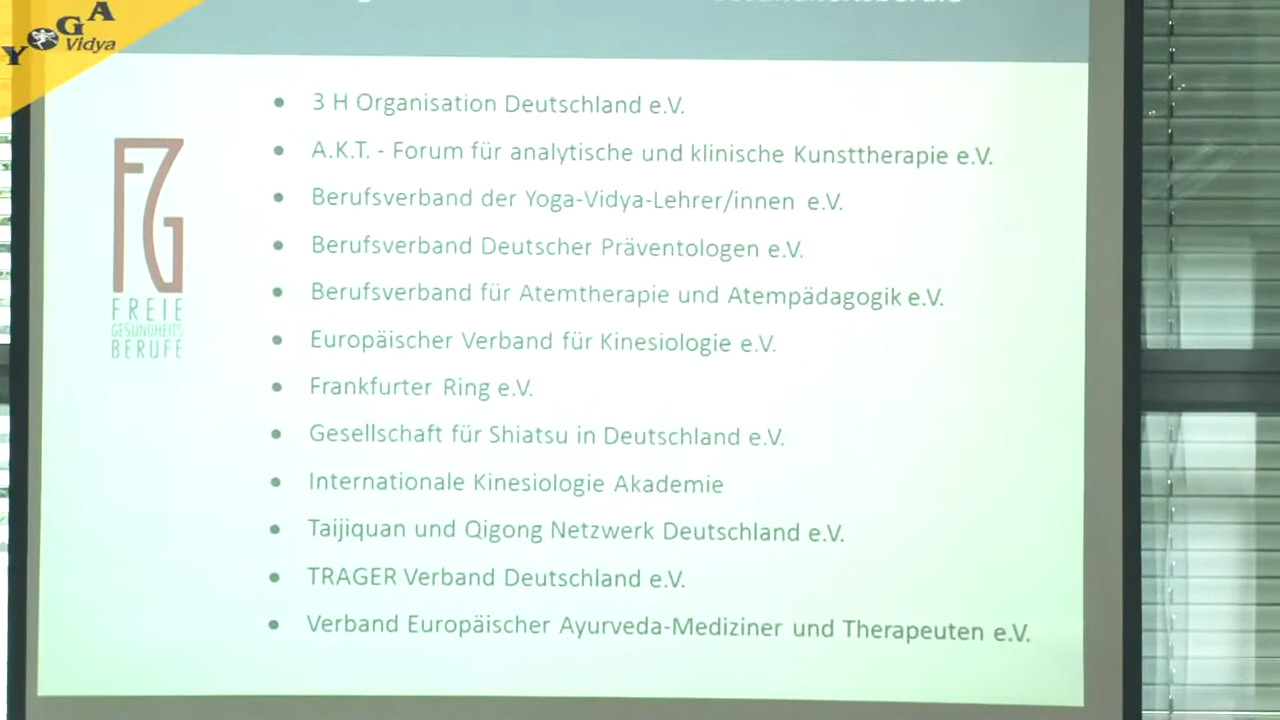 YOGA
Vidya
3 H Organisation Deutschland e.V.
A.K.T. - Forum für analytische und klinische Kunsttherapie e.V.
Berufsverband der Yoga-Vidya-Lehrer/innen e.V.
Berufsverband Deutscher Präventologen e.V.
Berufsverband für Atemtherapie und Atempädagogik e.V.
Europäischer Verband für Kinesiologie e.V.
Frankfurter Ring e.V.
Gesellschaft für Shiatsu in Deutschland e.V.
Internationale Kinesiologie Akademie
Taijiquan und Qigong Netzwerk Deutschland e.V.
TRAGER Verband Deutschland e.V.
Verband Europäischer Ayurveda-Mediziner und Therapeuten e.V.
FG
FREIE
GESUNDHEITS
BERUFE